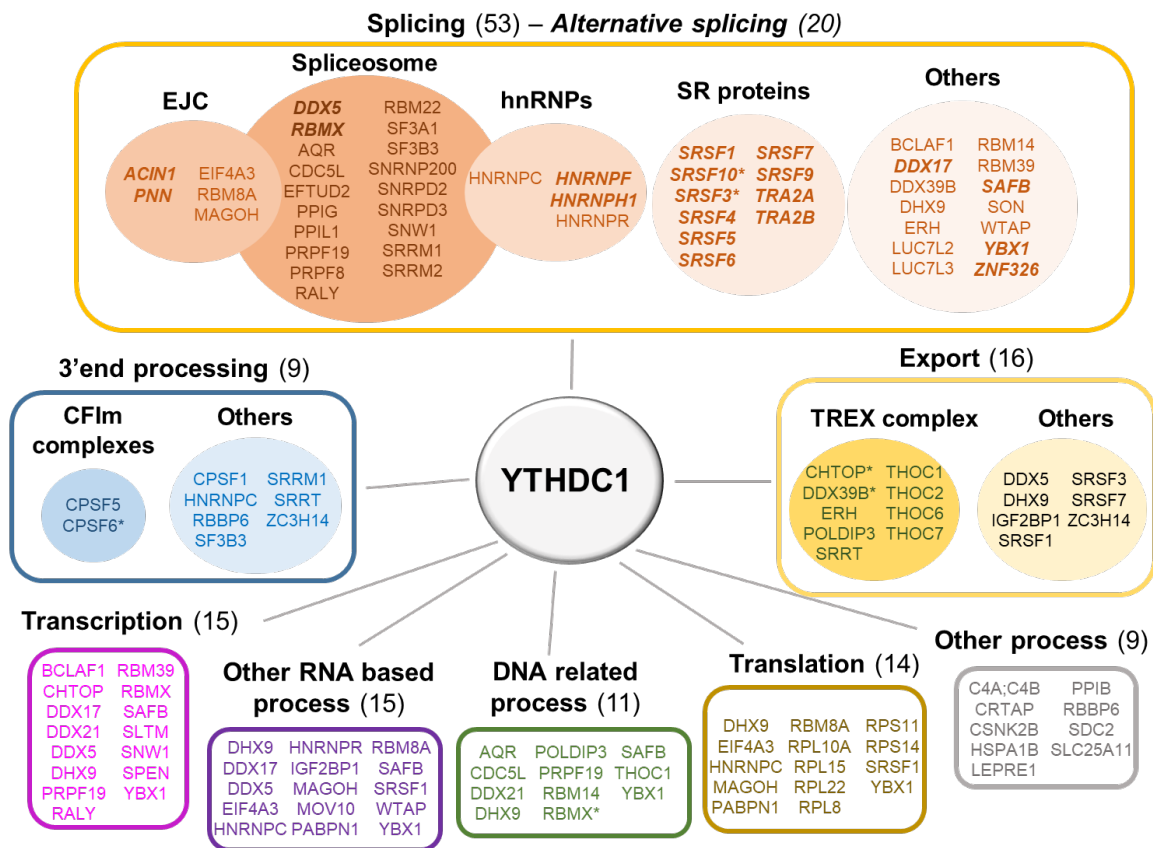 Splicing (53) – Alternative splicing (20)
EJC
ACIN1 EIF4A3
PNN RBM8A
MAGOH
Spliceosome
DDX5 RBM22
RBMX SF3A1
AQR SF3B3
CDC5L SNRNP200
EFTUD2 SNRPD2
PPIG SNRPD3
PPIL1 SNW1
PRPF19 SRRM1
PRPF8 SRRM2
RALY
hnRNPs
HNRNPC HNRNPF
HNRNPH1
HNRNPR
SR proteins
SRSF1 SRSF7
SRSF10* SRSF9
SRSF3* TRA2A
SRSF4 TRA2B
SRSF5
SRSF6
Others
BCLAF1 RBM14
DDX17 RBM39
DDX39B SAFB
DHX9 SON
ERH WTAP
LUC7L2 YBX1
LUC7L3 ZNF326
3'end processing (9)
CFIm
complexes
CPSF5
CPSF6*
Others
CPSF1 SRRM1
HNRNPC SRRT
RBBP6 ZC3H14
SF3B3
YTHDC1
Export (16)
TREX complex
CHTOP* THOC1
DDX39B* THOC2
ERH THOC6
POLDIP3 THOC7
SRRT
Others
DDX5 SRSF3
DHX9 SRSF7
IGF2BP1 ZC3H14
SRSF1
Transcription (15)
BCLAF1 RBM39
CHTOP RBMX
DDX17 SAFB
DDX21 SLTM
DDX5 SNW1
DHX9 SPEN
PRPF19 YBX1
RALY
Other RNA based
process (15)
DHX9 HNRNPR RBM8A
DDX17 IGF2BP1 SAFB
DDX5 MAGOH SRSF1
EIF4A3 MOV10 WTAP
HNRNPC PABPN1 YBX1
DNA related
process (11)
AQR POLDIP3 SAFB
CDC5L PRPF19 THOC1
DDX21 RBM14 YBX1
DHX9 RBMX*
Translation (14)
DHX9 RBM8A RPS11
EIF4A3 RPL10A RPS14
HNRNPC RPL15 SRSF1
MAGOH RPL22 YBX1
PABPN1 RPL8
Other process (9)
C4A;C4B PPIB
CRTAP RBBP6
CSNK2B SDC2
HSPA1B SLC25A11
LEPRE1